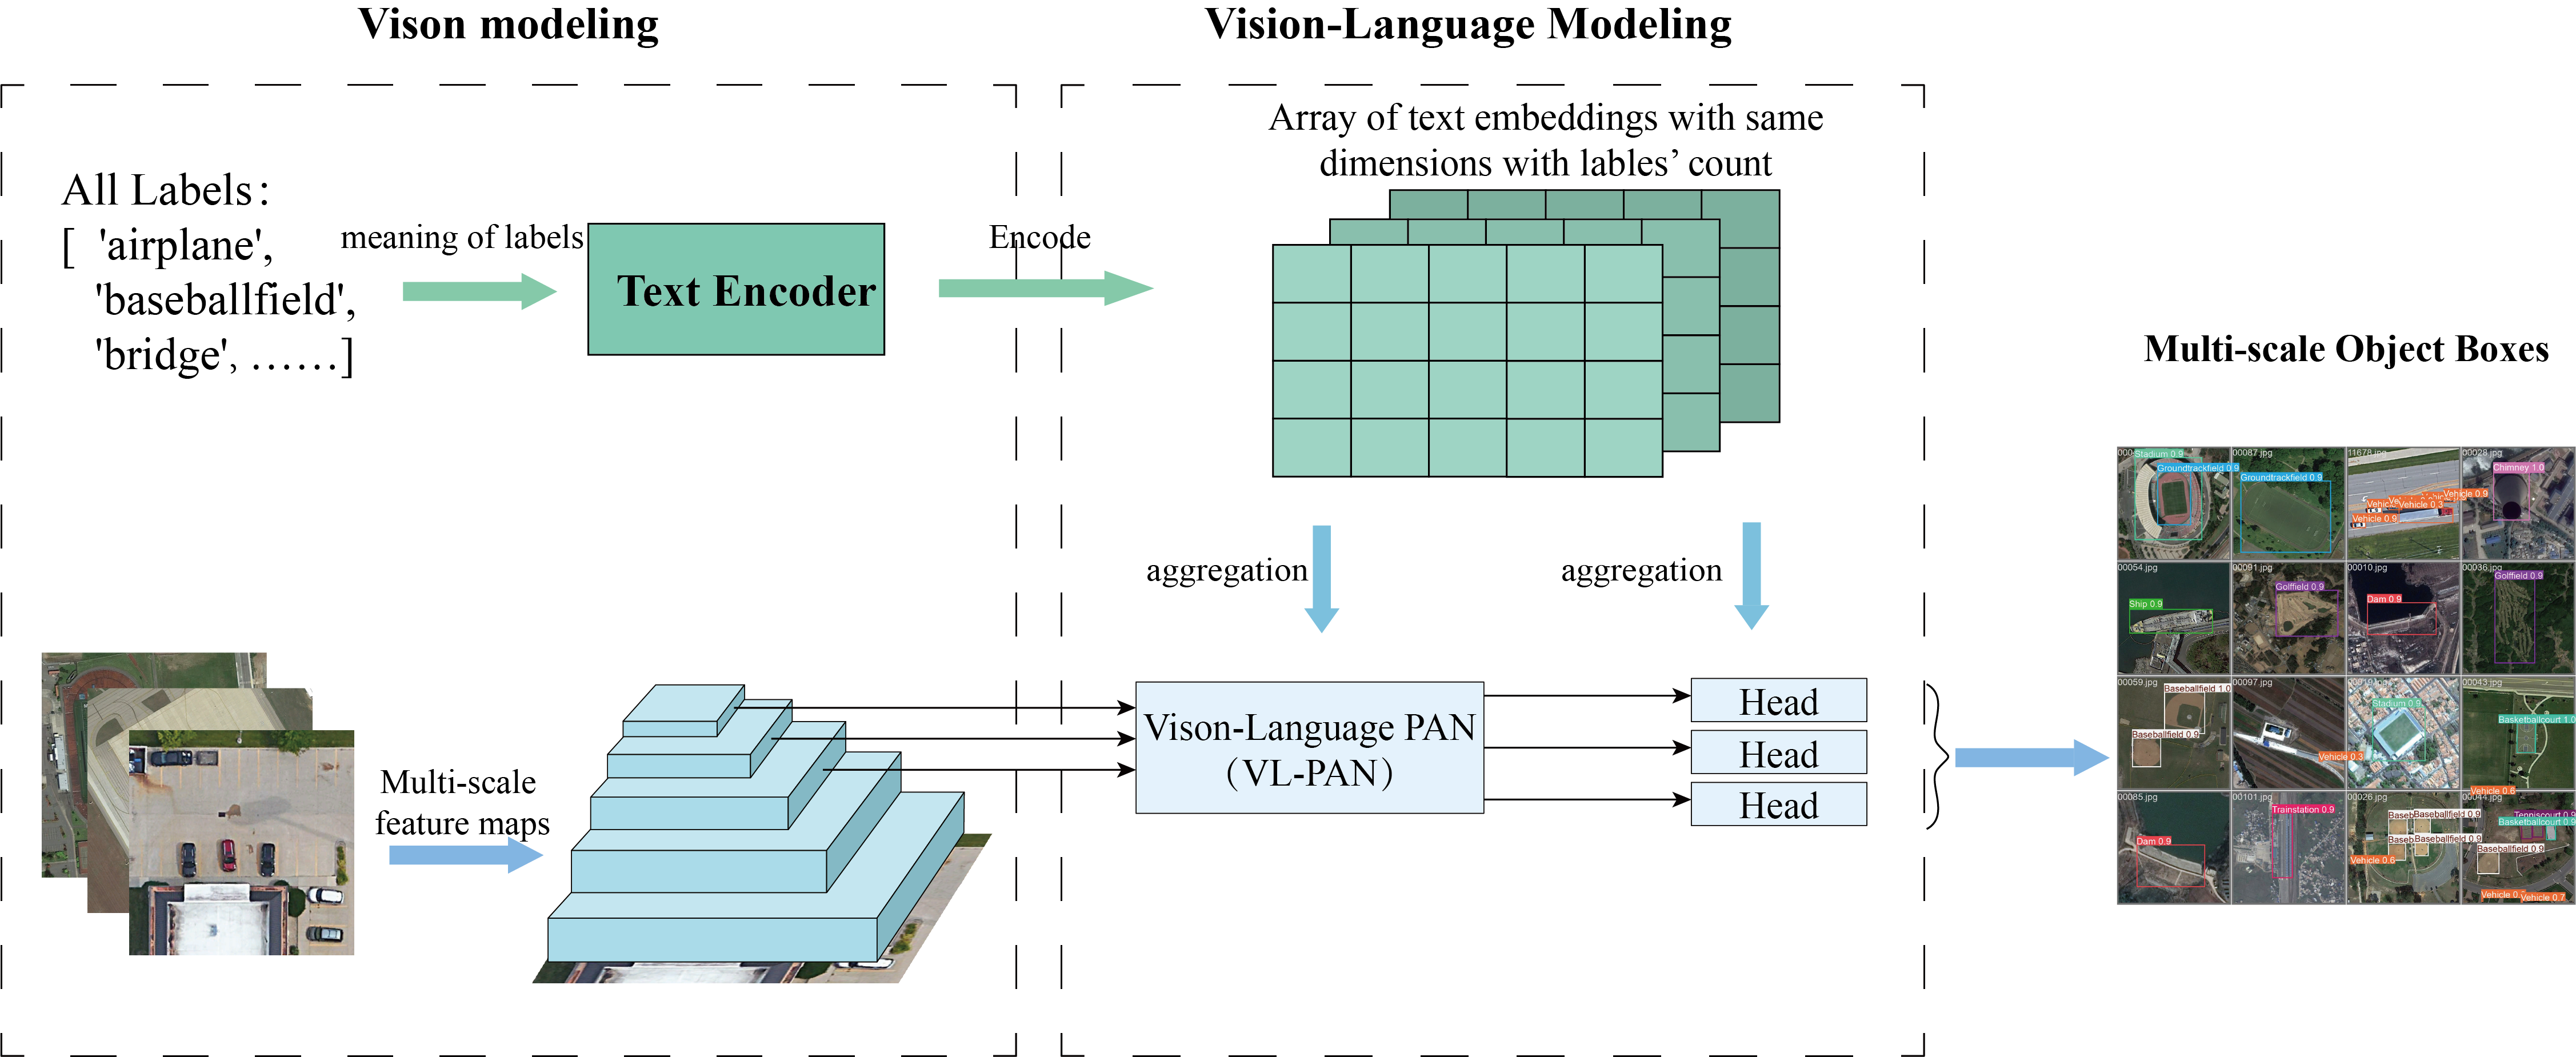 Vison modeling
Vision-Language Modeling
All Labels:
[ 'airplane',
'baseballfield',
'bridge', ……]
meaning of labels
Text Encoder
Encode
Array of text embeddings with same
dimensions with lables' count
aggregation
aggregation
Multi-scale
feature maps
Vison-Language PAN
(VL-PAN)
Head
Head
Head
Multi-scale Object Boxes
Stadium 0.9
Groundtrackfield 0.9
00087.jpg
Groundtrackfield 0.9
11678.jpg
Vehicle 0.9
Vehicle 0.3
Vehicle 0.9
00028.jpg
Chimney 1.0
00054.jpg
Ship 0.9
00091.jpg
Golffield 0.9
00010.jpg
Dam 0.9
00036.jpg
Golffield 0.9
00059.jpg
Baseballfield 1.0
Baseballfield 0.9
00097.jpg
Vehicle 0.3
Stadium 0.9
00043.jpg
Basketballcourt 1.0
Vehicle 0.6
00085.jpg
Dam 0.9
00101.jpg
Trainstation 0.9
00026.jpg
Baseballfield 0.9
Baseballfield 0.9
Vehicle 0.6
00044.jpg
Tenniscourt 0.9
Basketballcourt 0.9
Baseballfield 0.9
Vehicle 0.7